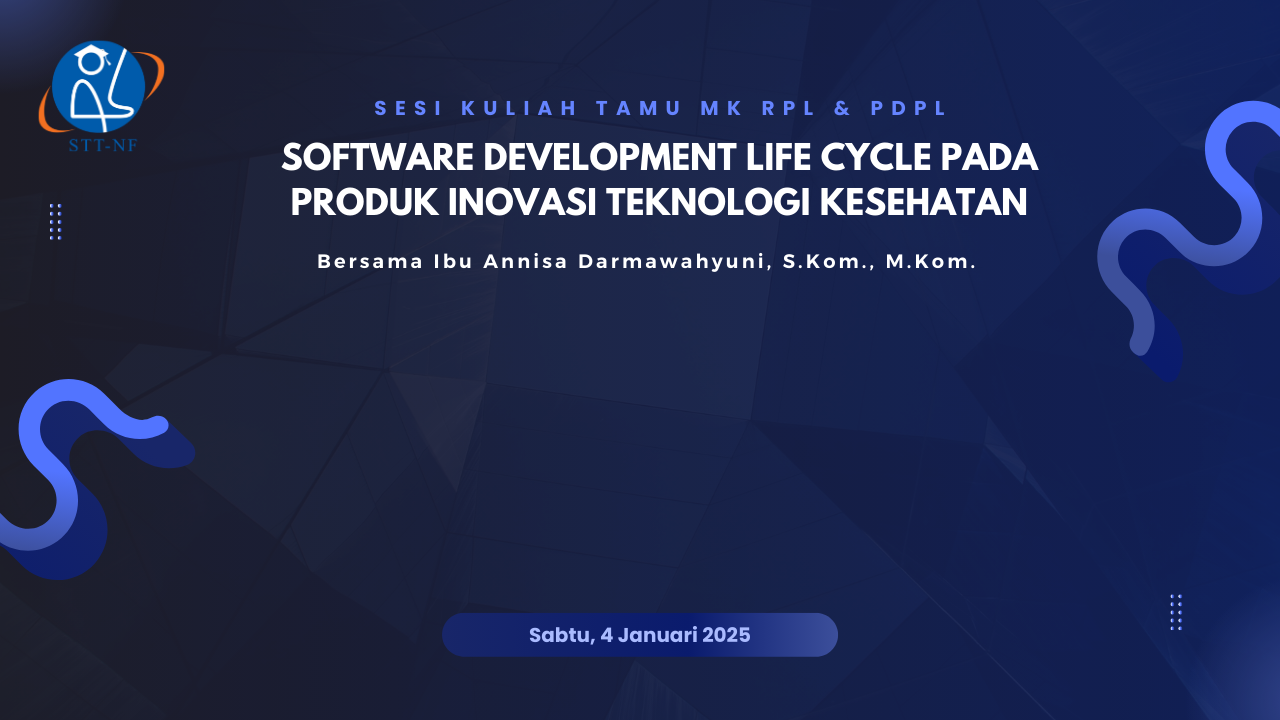 STT-NF
SESI KULIAH TAMU MK RPL & PDPL
SOFTWARE DEVELOPMENT LIFE CYCLE PADA
PRODUK INOVASI TEKNOLOGI KESEHATAN
Bersama Ibu Annisa Darmawahyuni, S.Kom., M.Kom.
Sabtu, 4 Januari 2025